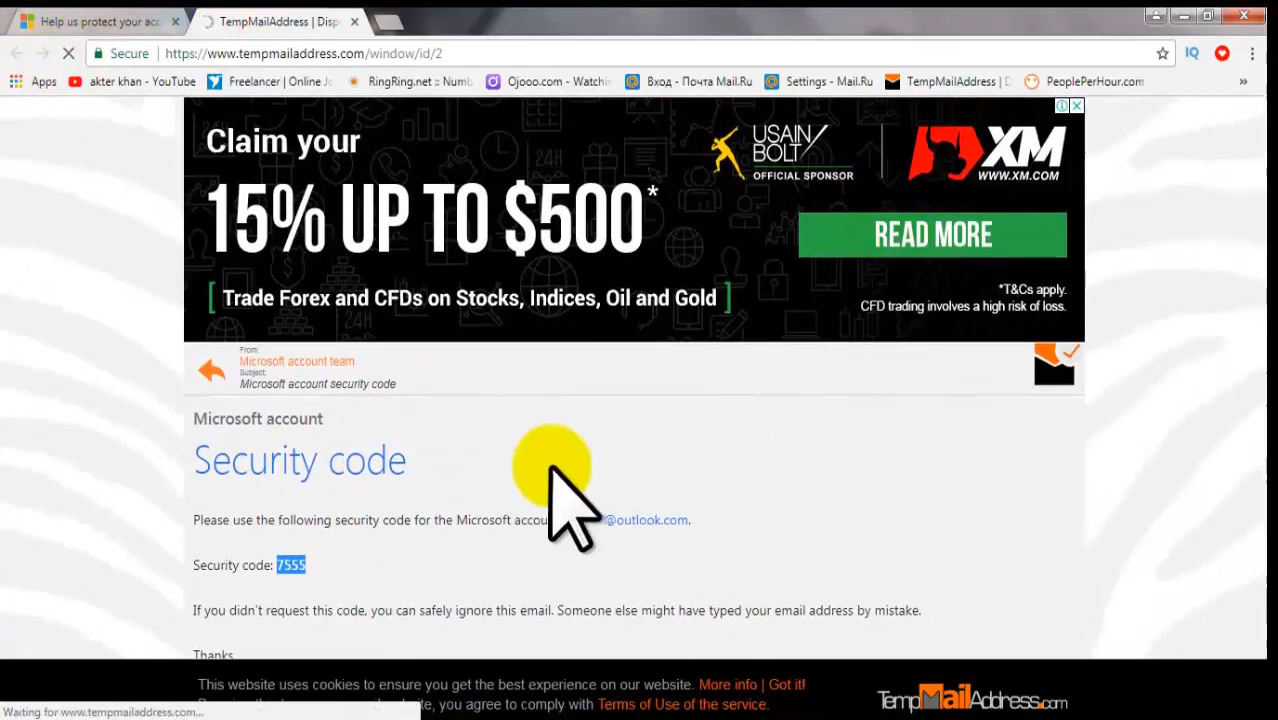 Help us protect your acc
TempMailAddress | Disp
Secure
https://www.tempmailaddress.com/window/id/2
Apps
akter khan - YouTube
Freelancer | Online Jo
RingRing.net :: Numb
Ojooo.com - Watchin
Вход - Почта Mail.Ru
Settings - Mail.Ru
TempMailAddress | D
PeoplePerHour.com
»
Claim your
15% UP TO $500*
[ Trade Forex and CFDs on Stocks, Indices, Oil and Gold ]
USAIN
BOLT
OFFICIAL SPONSOR
XM
WWW.XM.COM
READ MORE
*T&Cs apply.
CFD trading involves a high risk of loss.
From:
Microsoft account team
Subject:
Microsoft account security code
Microsoft account
Security code
Please use the following security code for the Microsoft accou @outlook.com.
Security code: 7555
If you didn't request this code, you can safely ignore this email. Someone else might have typed your email address by mistake.
Thanks
This website uses cookies to ensure you get the best experience on our website. More info | Got it!
you agree to comply with Terms of Use of the service.
TempMailAddress.com
Waiting for www.tempmailaddress.com...
IQ